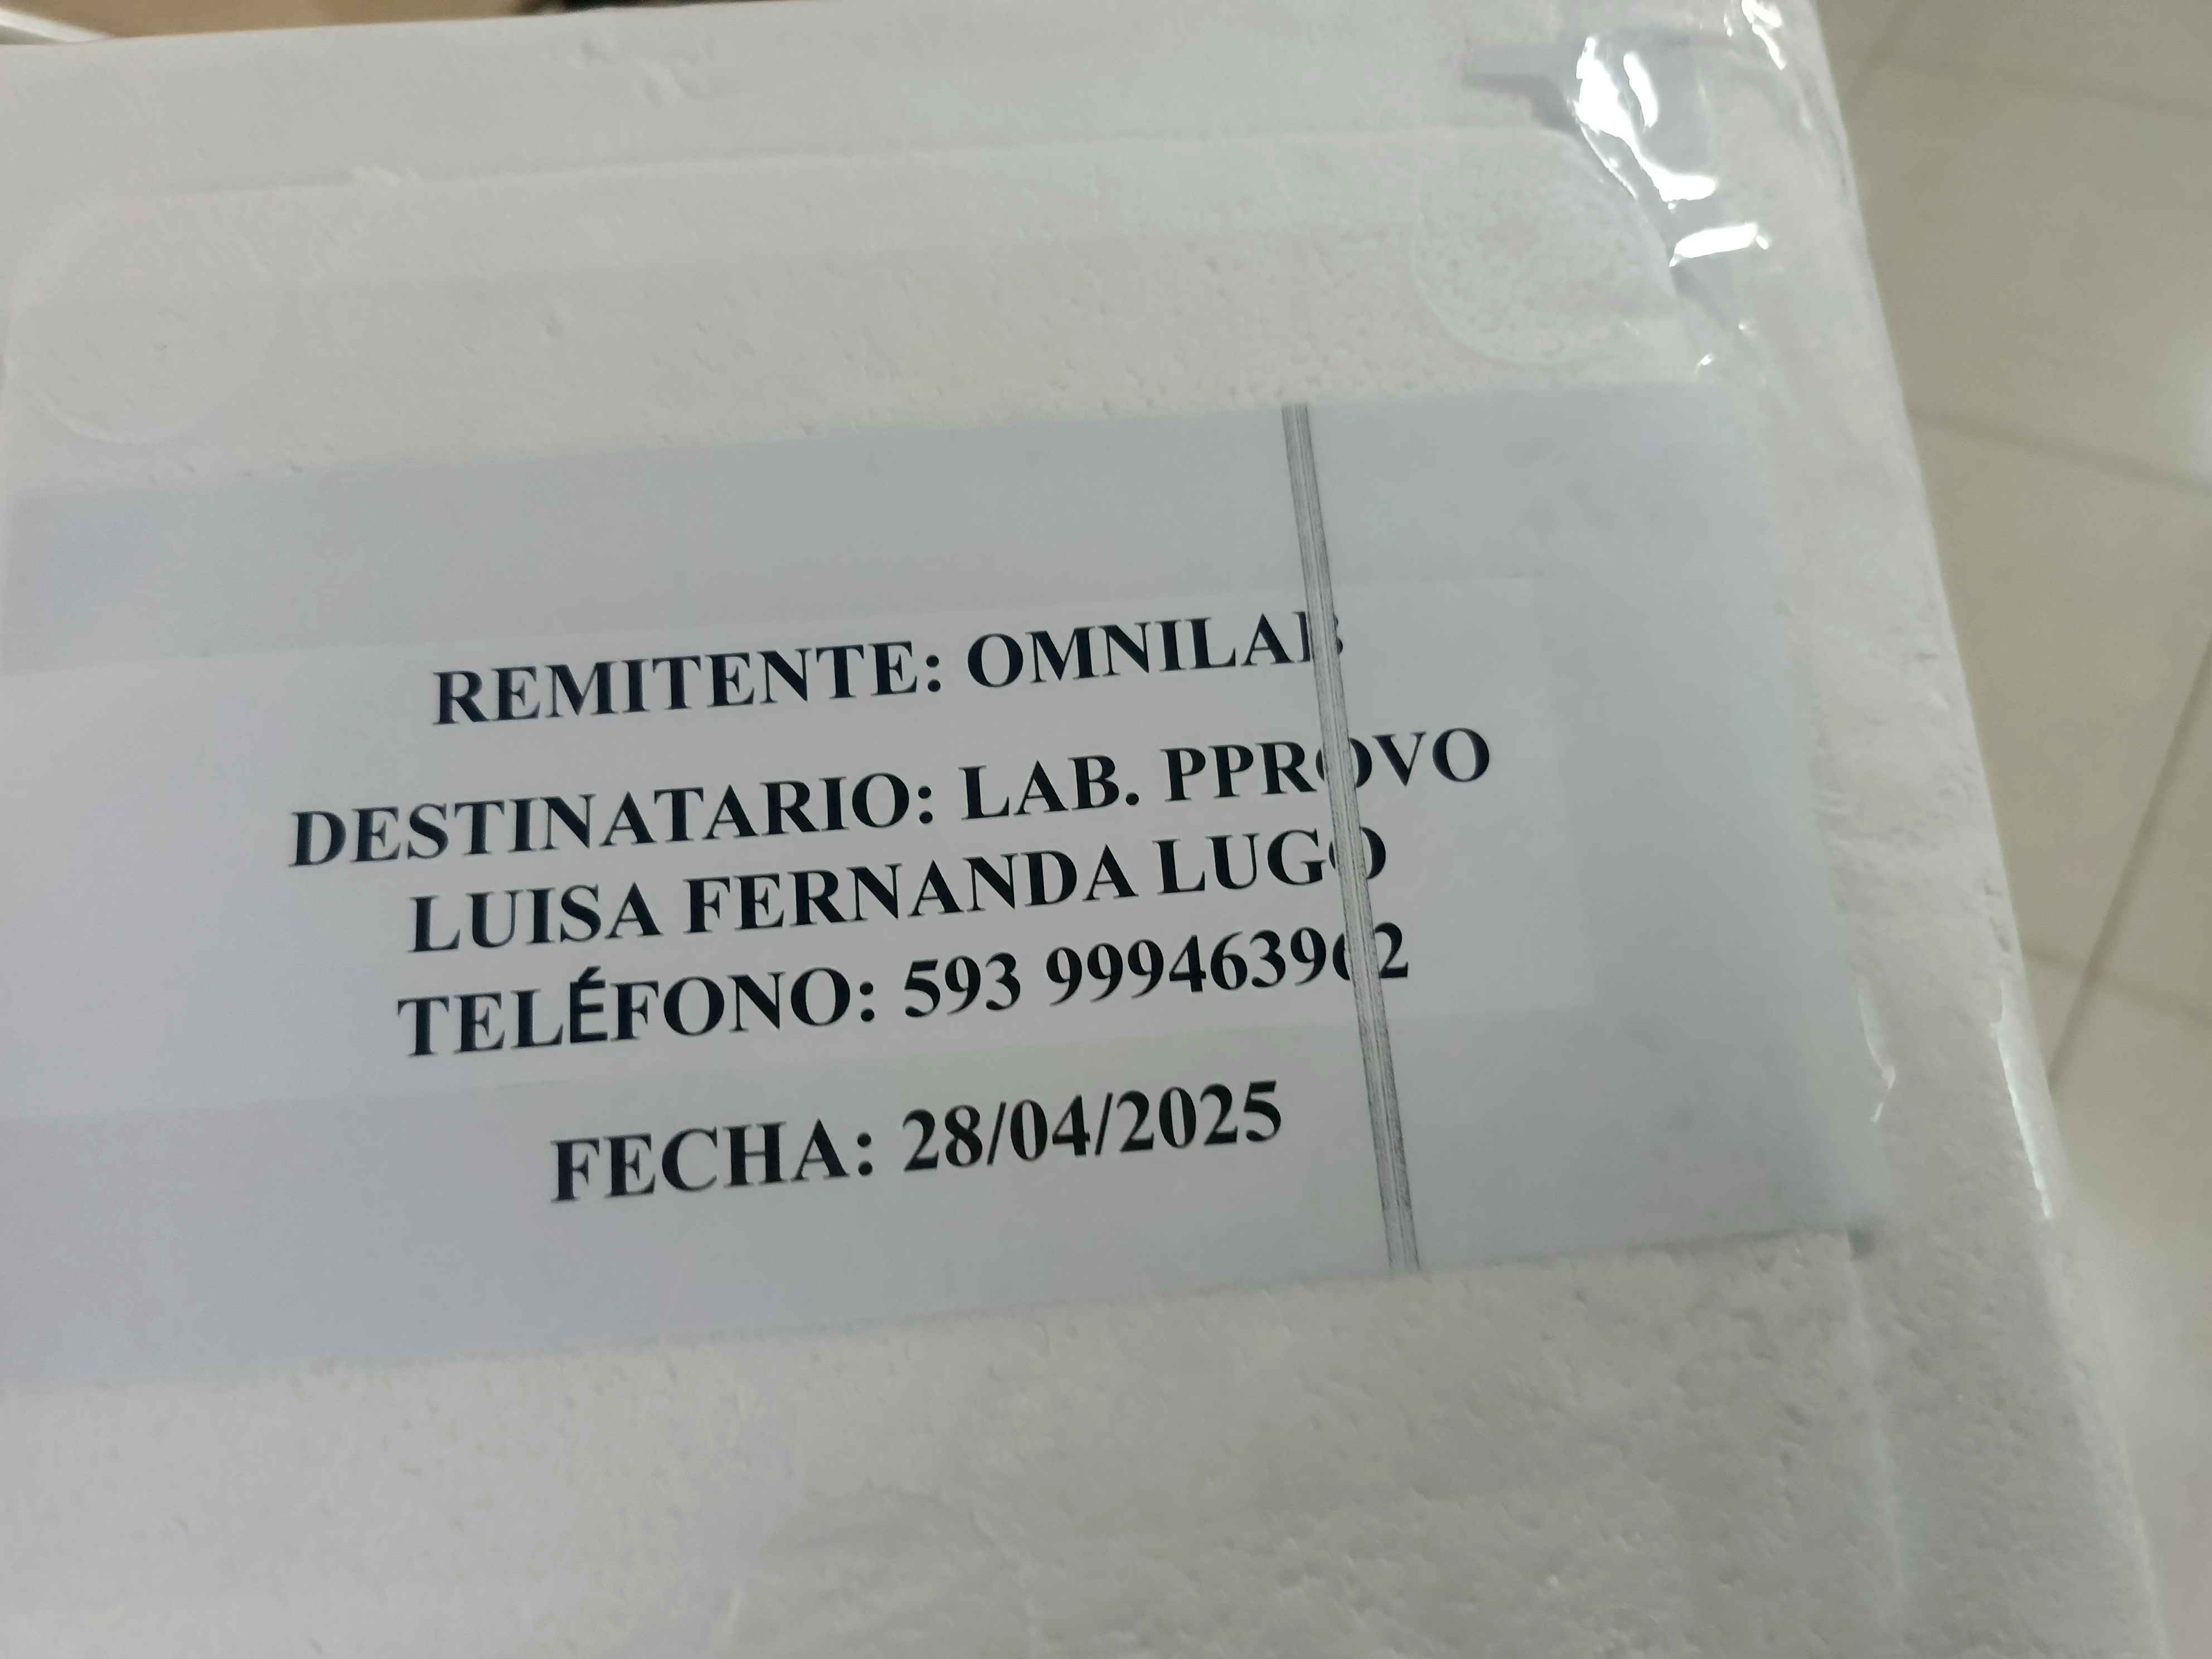 REMITENTE: OMNILAB
DESTINATARIO: LAB. PPROVO
LUISA FERNANDA LUGO
TELÉFONO: 593
FECHA: 28/04/2025